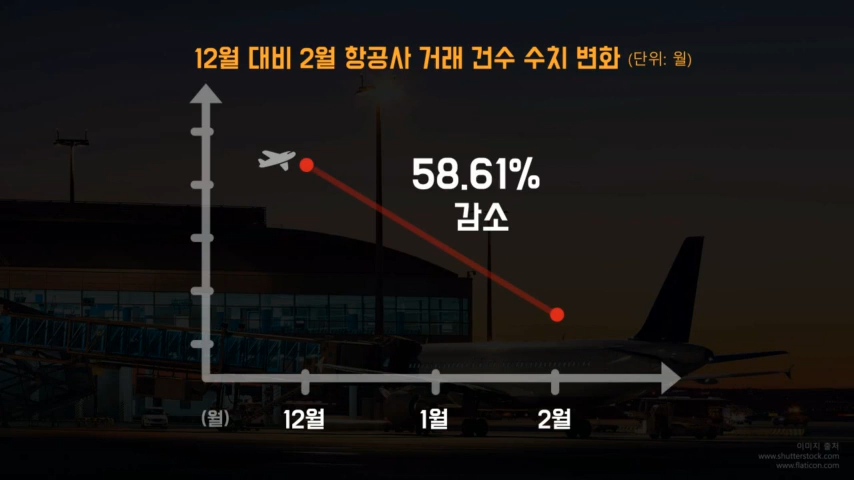 12월 대비 2월 항공사 거래 건수 수치 변화 (단위: 월)
58.61%
감소
(월) 12월 1월 2월
이미지 출처
www.shutterstock.com
www.flaticon.com